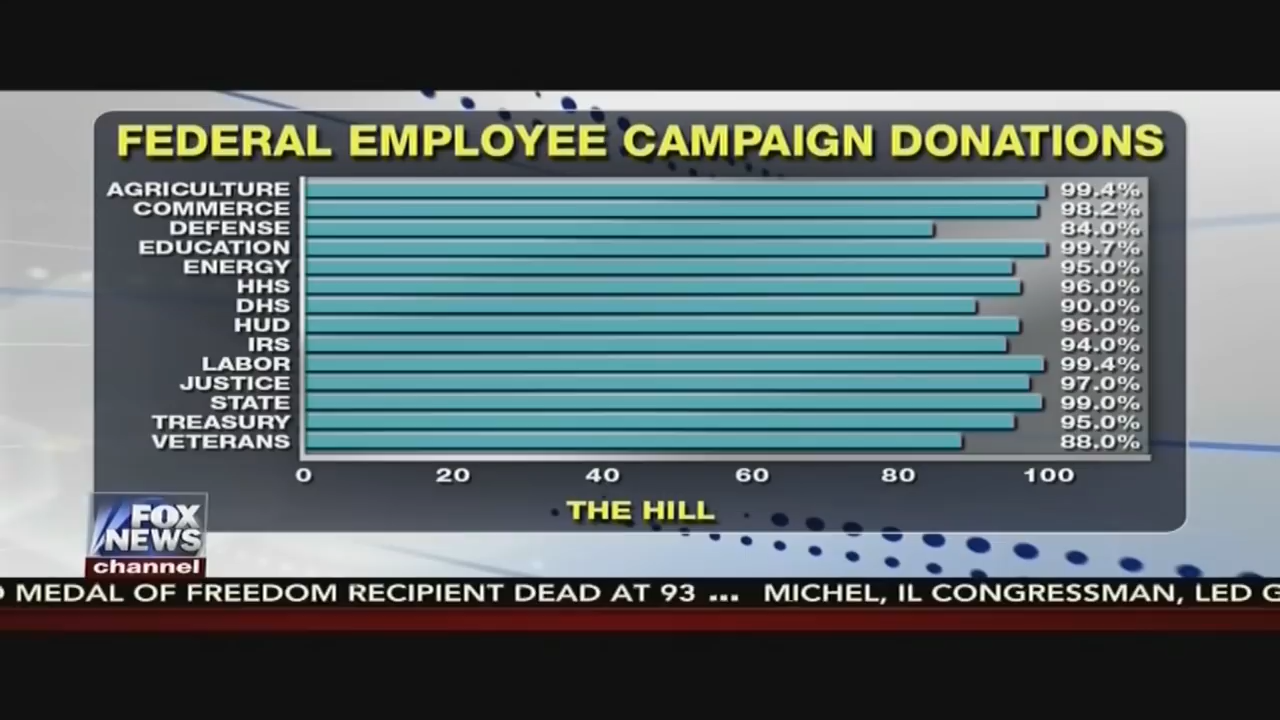 FEDERAL EMPLOYEE CAMPAIGN DONATIONS
AGRICULTURE 99.4%
COMMERCE 98.2%
DEFENSE 84.0%
EDUCATION 99.7%
ENERGY 95.0%
HHS 96.0%
DHS 90.0%
HUD 96.0%
IRS 94.0%
LABOR 99.4%
JUSTICE 97.0%
STATE 99.0%
TREASURY 95.0%
VETERANS 88.0%
0 20 40 60 80 100
THE HILL
FOX
NEWS
channel
MEDAL OF FREEDOM RECIPIENT DEAD AT 93 ... MICHEL, IL CONGRESSMAN, LED